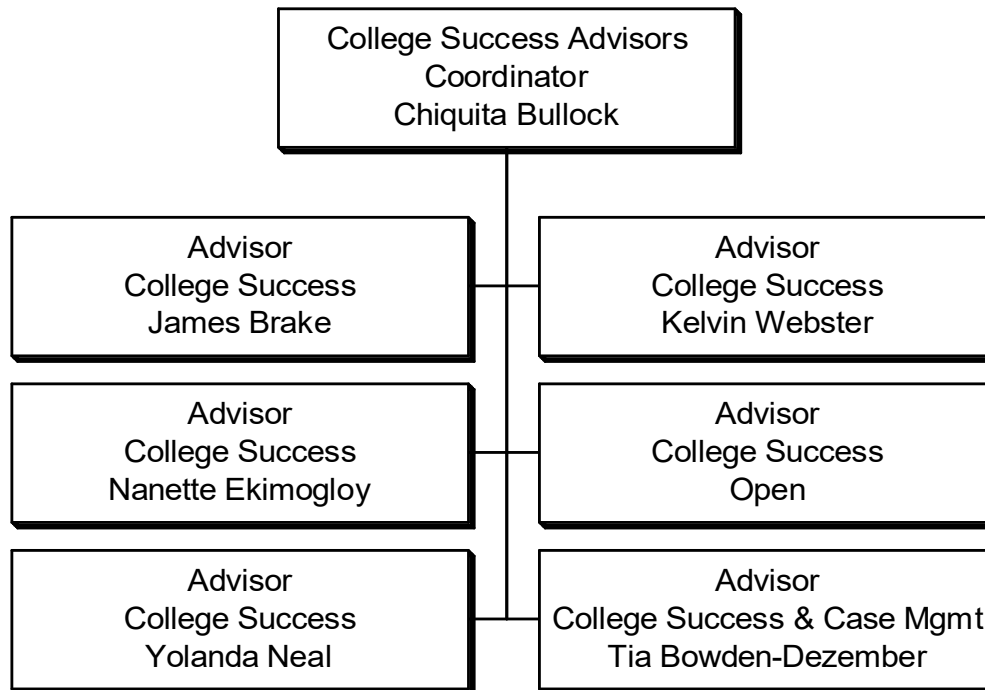 College Success Advisors
Coordinator
Chiquita Bullock
Advisor
College Success
James Brake
Advisor
College Success
Kelvin Webster
Advisor
College Success
Nanette Ekimogloy
Advisor
College Success
Open
Advisor
College Success
Yolanda Neal
Advisor
College Success & Case Mgmt
Tia Bowden-Dezember